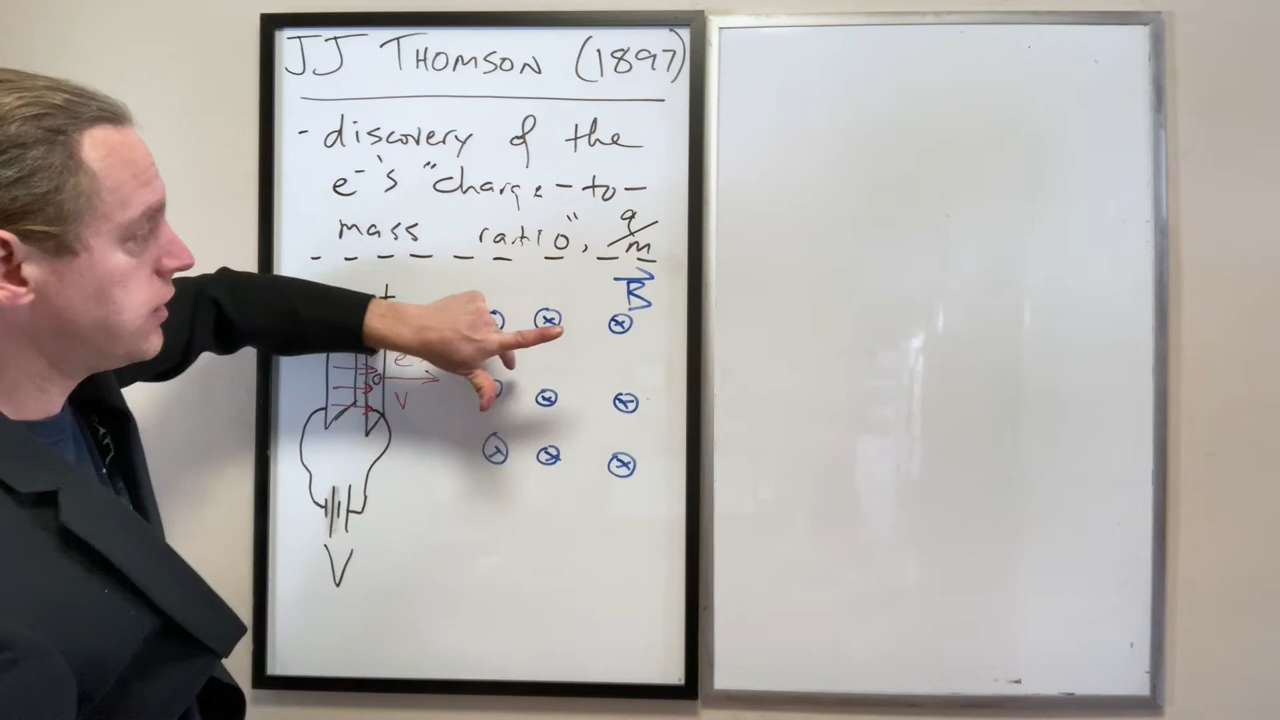 JJ THOMSON (1897)
- discovery of the
e⁻'s "charge-to-
mass ratio", q/m
B
+
e
v
V